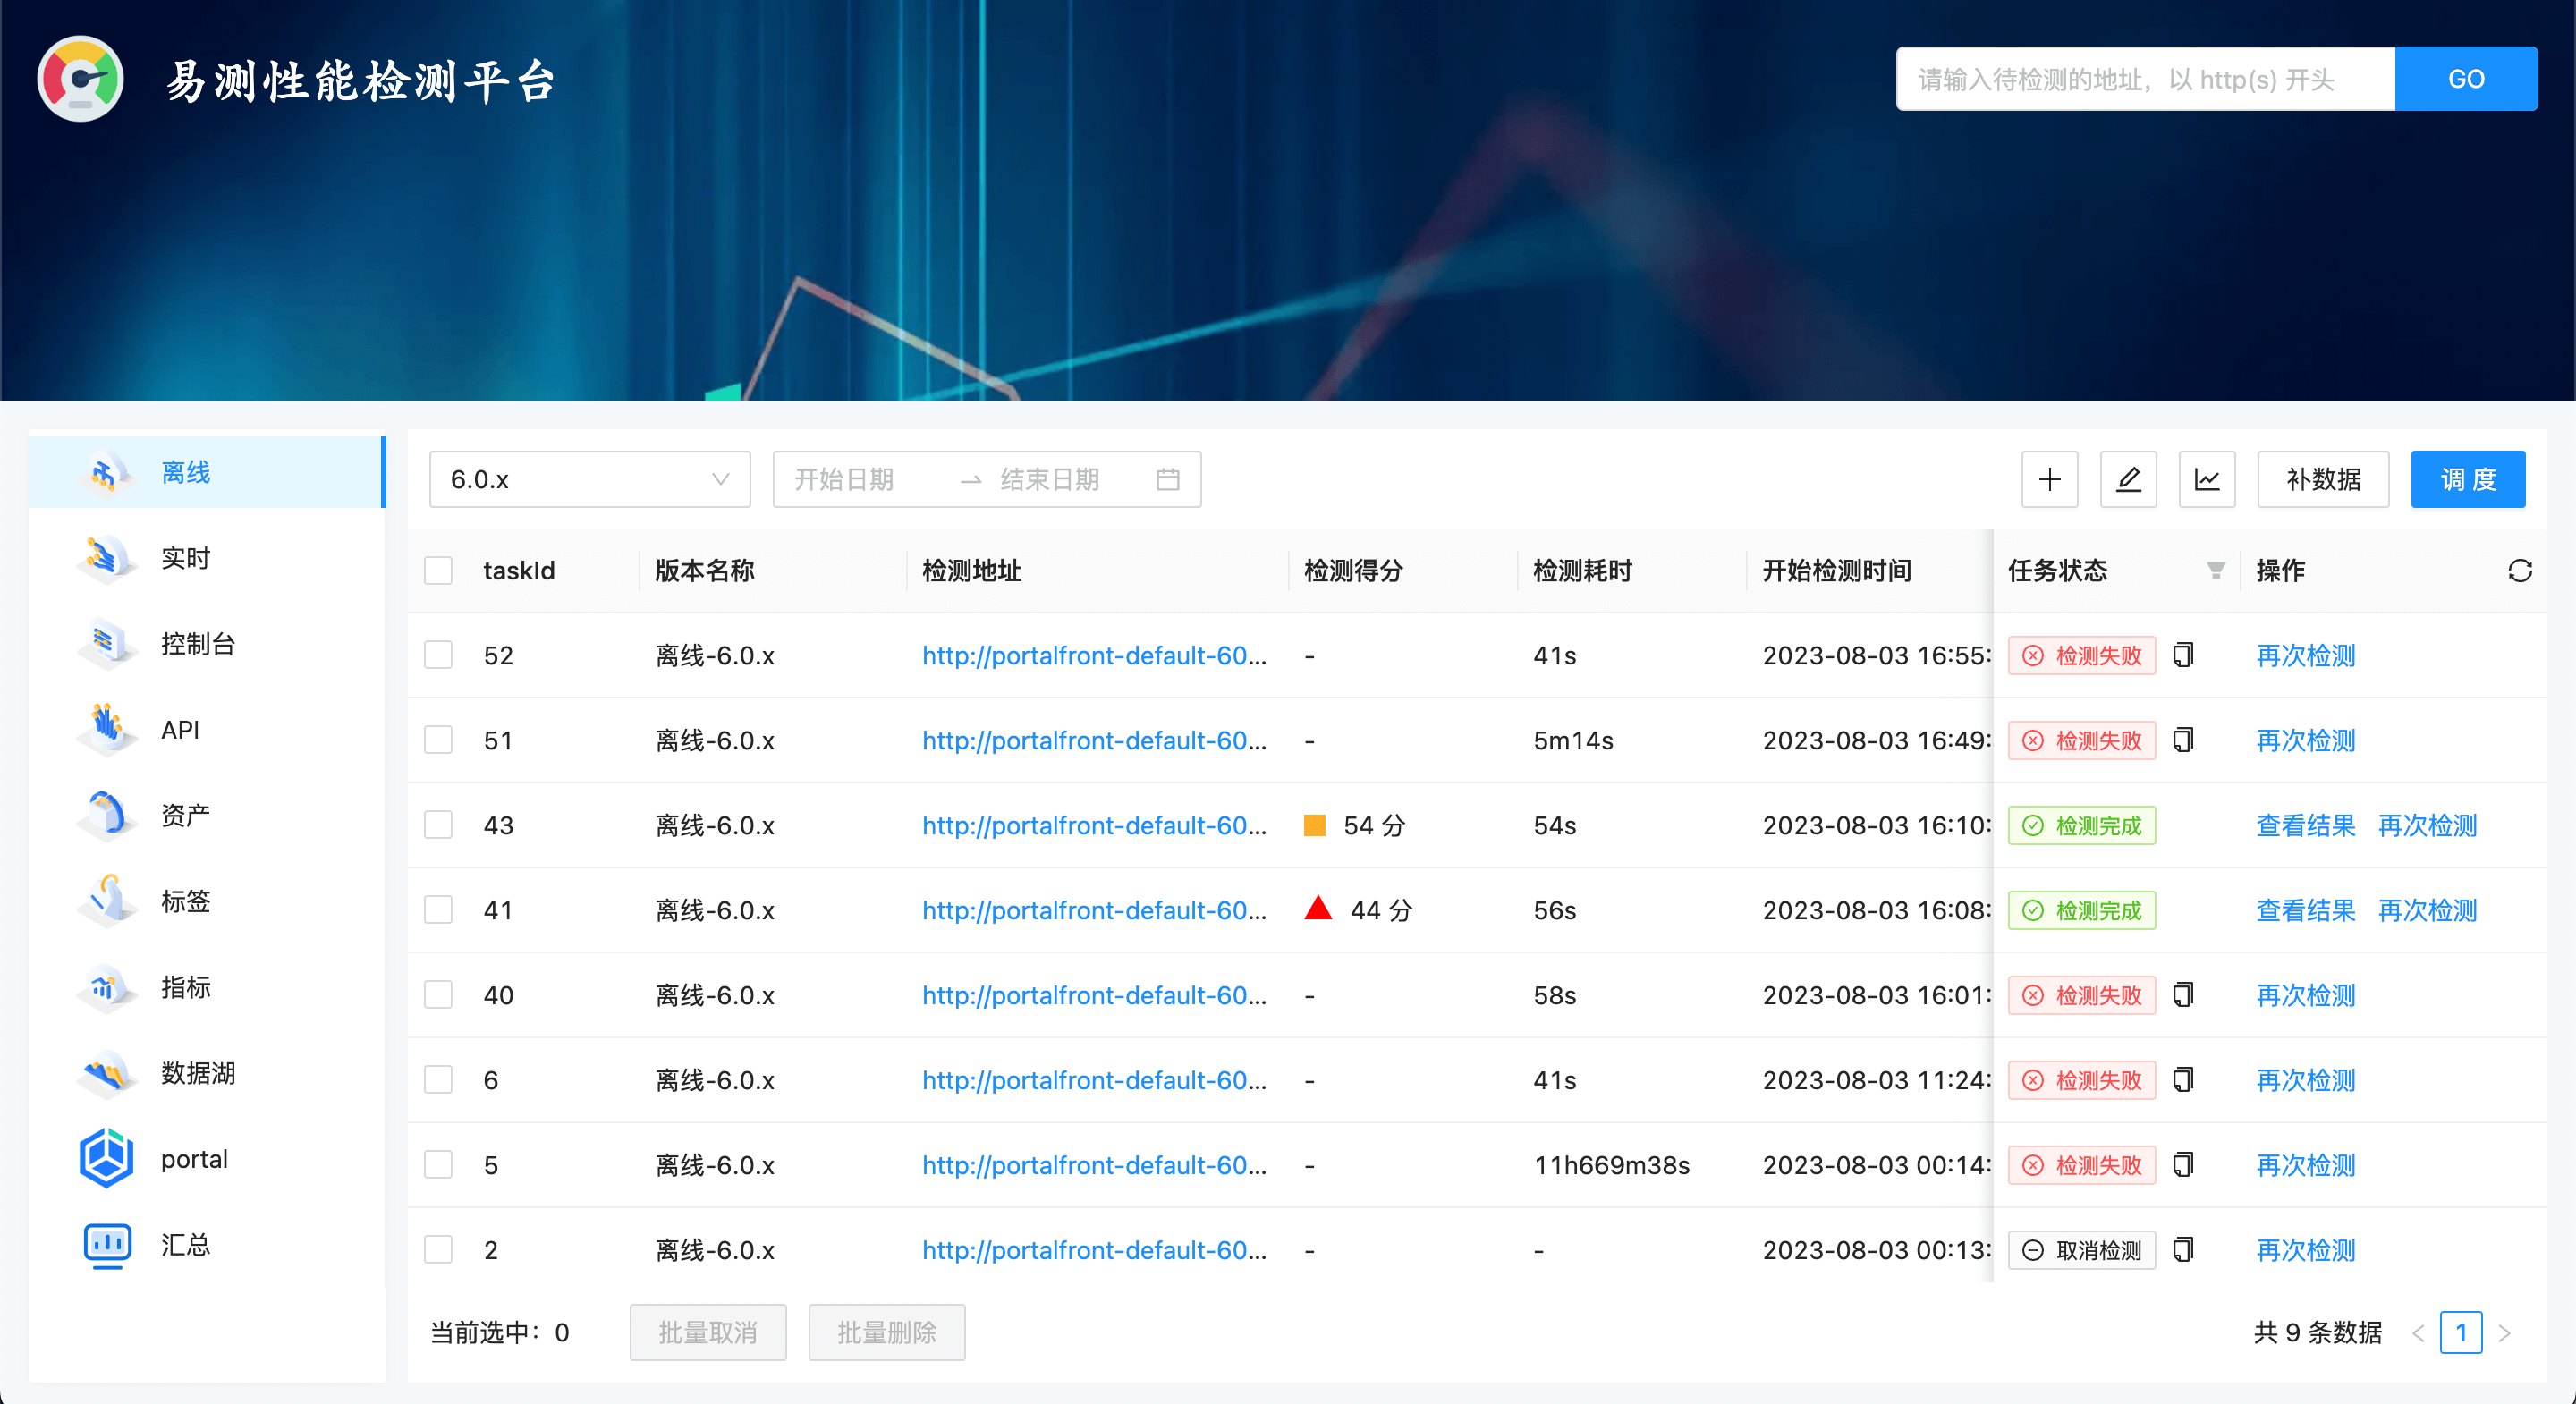 易测性能检测平台
请输入待检测的地址，以 http(s) 开头
GO
离线
实时
控制台
API
资产
标签
指标
数据湖
portal
汇总
6.0.x
开始日期
结束日期
补数据
调 度
taskId 版本名称 检测地址 检测得分 检测耗时 开始检测时间 任务状态 操作
52 离线-6.0.x http://portalfront-default-60... - 41s 2023-08-03 16:55: 检测失败 再次检测
51 离线-6.0.x http://portalfront-default-60... - 5m14s 2023-08-03 16:49: 检测失败 再次检测
43 离线-6.0.x http://portalfront-default-60... 54 分 54s 2023-08-03 16:10: 检测完成 查看结果 再次检测
41 离线-6.0.x http://portalfront-default-60... 44 分 56s 2023-08-03 16:08: 检测完成 查看结果 再次检测
40 离线-6.0.x http://portalfront-default-60... - 58s 2023-08-03 16:01: 检测失败 再次检测
6 离线-6.0.x http://portalfront-default-60... - 41s 2023-08-03 11:24: 检测失败 再次检测
5 离线-6.0.x http://portalfront-default-60... - 11h669m38s 2023-08-03 00:14: 检测失败 再次检测
2 离线-6.0.x http://portalfront-default-60... - - 2023-08-03 00:13: 取消检测 再次检测
当前选中：0 批量取消 批量删除 共 9 条数据 < 1 >